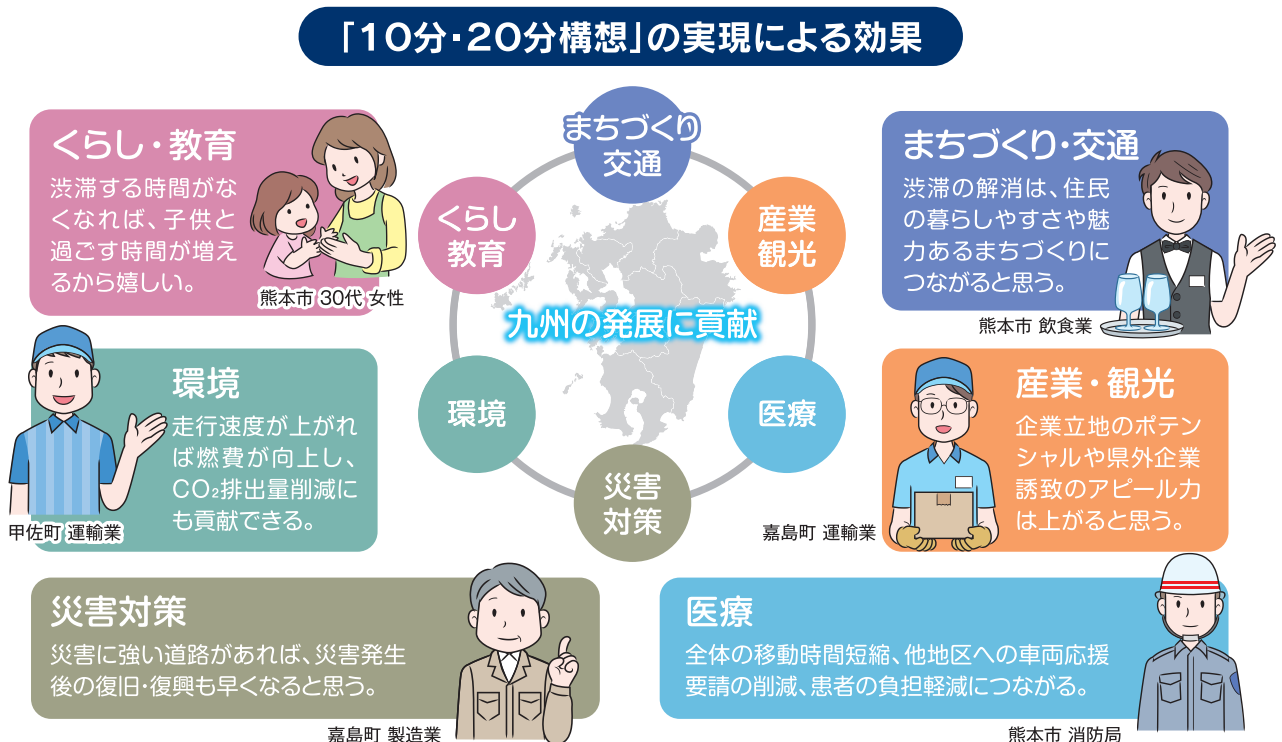 「10分・20分構想」の実現による効果
くらし・教育
渋滞する時間がな
くなれば、子供と
過ごす時間が増え
るから嬉しい。
熊本市 30代 女性
環境
走行速度が上がれ
ば燃費が向上し、
CO₂排出量削減に
も貢献できる。
甲佐町 運輸業
まちづくり
交通
くらし
教育
産業
観光
九州の発展に貢献
環境
医療
災害
対策
まちづくり・交通
渋滞の解消は、住民
の暮らしやすさや魅
力あるまちづくりに
つながると思う。
熊本市 飲食業
産業・観光
企業立地のポテン
シャルや県外企業
誘致のアピール力
は上がると思う。
嘉島町 運輸業
災害対策
災害に強い道路があれば、災害発生
後の復旧・復興も早くなると思う。
嘉島町 製造業
医療
全体の移動時間短縮、他地区への車両応援
要請の削減、患者の負担軽減につながる。
熊本市 消防局